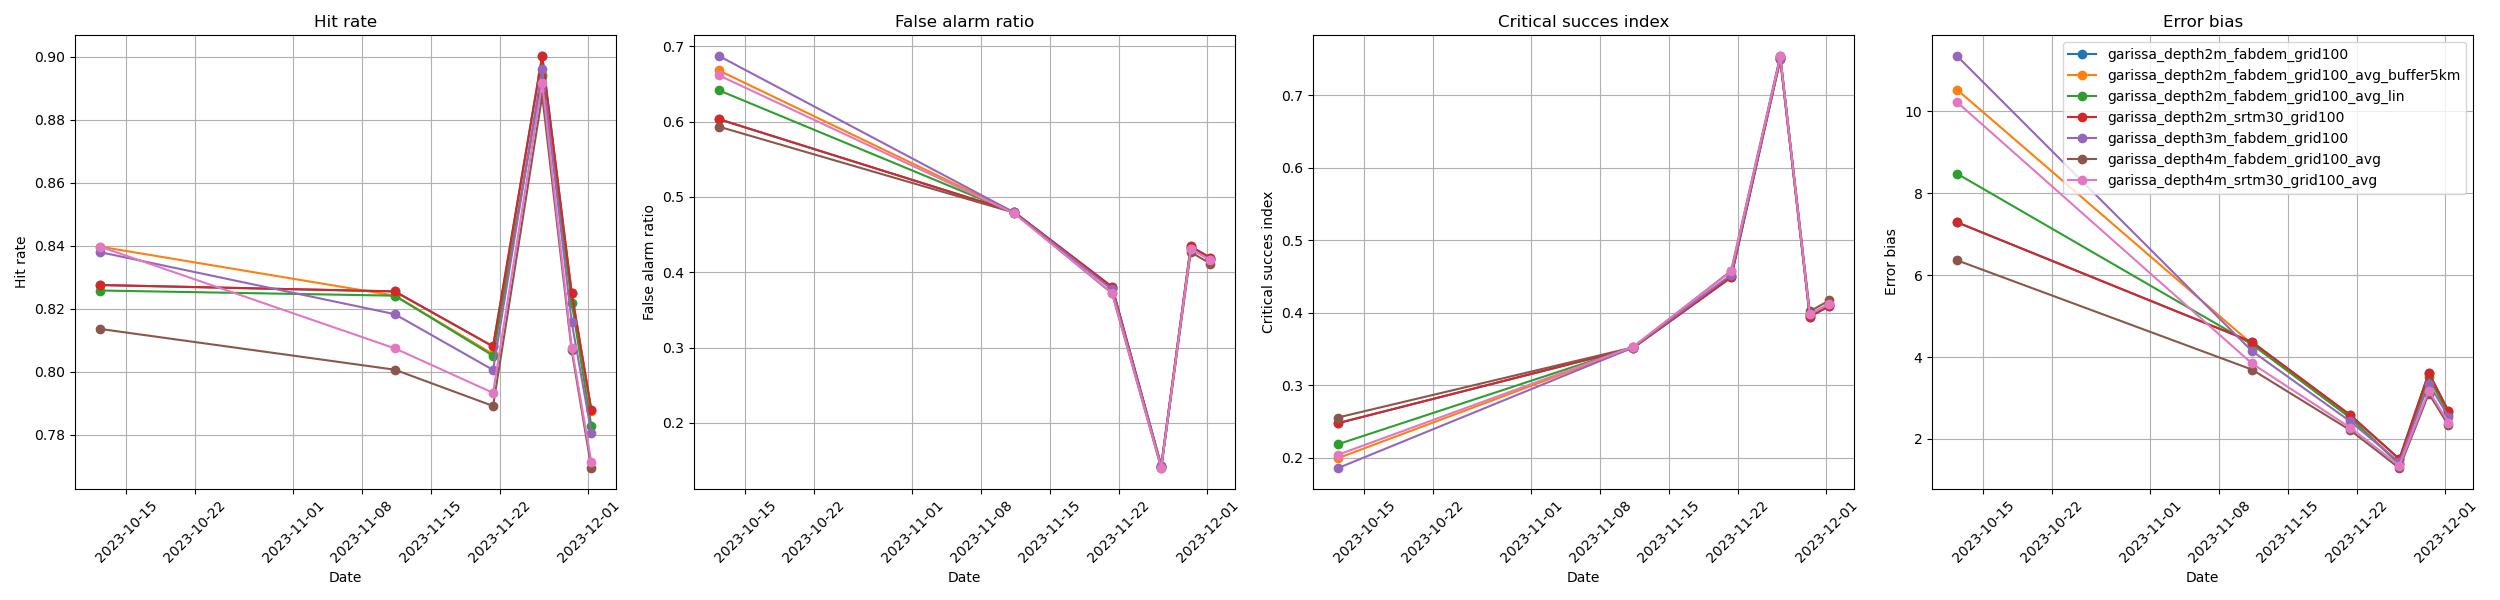 Hit rate
Hit rate
0.90
0.88
0.86
0.84
0.82
0.80
0.78
2023-10-15
2023-10-22
2023-11-01
2023-11-08
2023-11-15
2023-11-22
2023-12-01
Date
False alarm ratio
False alarm ratio
0.7
0.6
0.5
0.4
0.3
0.2
2023-10-15
2023-10-22
2023-11-01
2023-11-08
2023-11-15
2023-11-22
2023-12-01
Date
Critical succes index
Critical succes index
0.7
0.6
0.5
0.4
0.3
0.2
2023-10-15
2023-10-22
2023-11-01
2023-11-08
2023-11-15
2023-11-22
2023-12-01
Date
Error bias
Error bias
10
8
6
4
2
garissa_depth2m_fabdem_grid100
garissa_depth2m_fabdem_grid100_avg_buffer5km
garissa_depth2m_fabdem_grid100_avg_lin
garissa_depth2m_srtm30_grid100
garissa_depth3m_fabdem_grid100
garissa_depth4m_fabdem_grid100_avg
garissa_depth4m_srtm30_grid100_avg
2023-10-15
2023-10-22
2023-11-01
2023-11-08
2023-11-15
2023-11-22
2023-12-01
Date